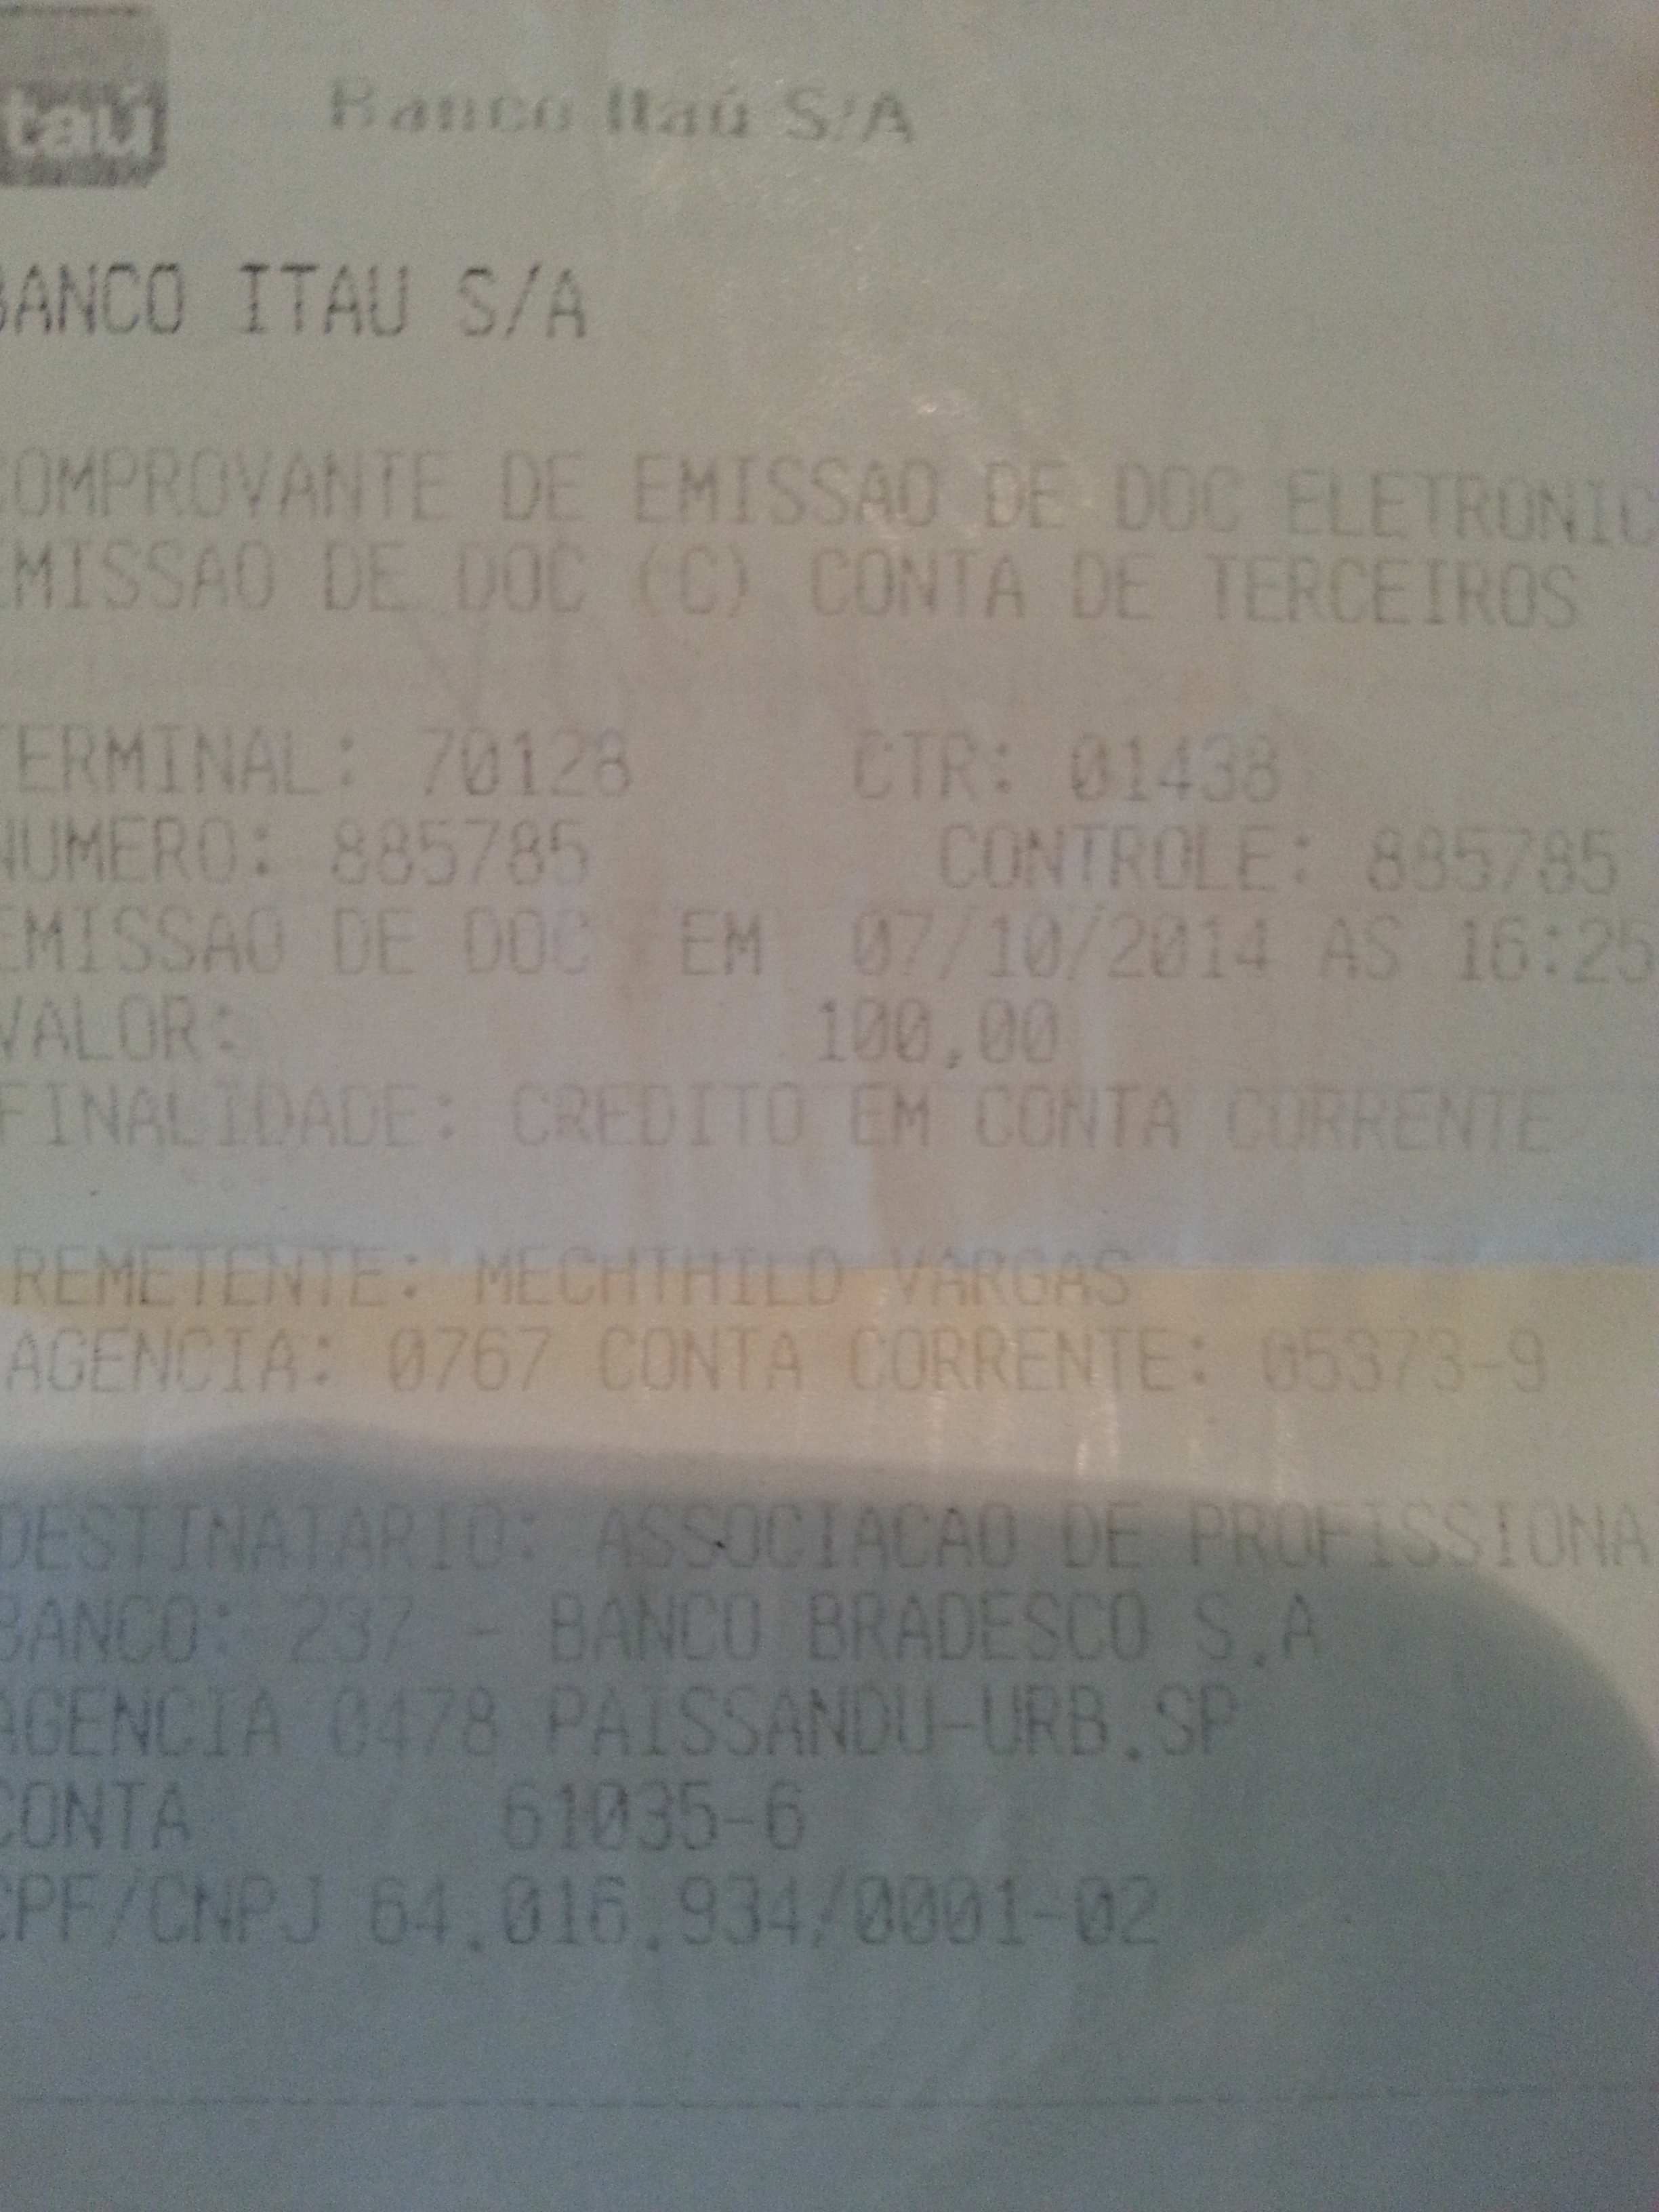 taú
Banco Itaú S/A
BANCO ITAU S/A
COMPROVANTE DE EMISSAO DE DOC ELETRONIC
EMISSAO DE DOC (C) CONTA DE TERCEIROS
TERMINAL: 70128 CTR: 01438
NUMERO: 885785 CONTROLE: 885785
EMISSAO DE DOC EM 07/10/2014 AS 16:25
VALOR: 100,00
FINALIDADE: CREDITO EM CONTA CORRENTE
REMETENTE: MECHTHILD VARGAS
AGENCIA: 0767 CONTA CORRENTE: 05373-9
DESTINATARIO: ASSOCIACAO DE PROFISSIONA
BANCO: 237 - BANCO BRADESCO S.A
AGENCIA 0478 PAISSANDU-URB.SP
CONTA 61035-6
CPF/CNPJ 64.016.934/0001-02